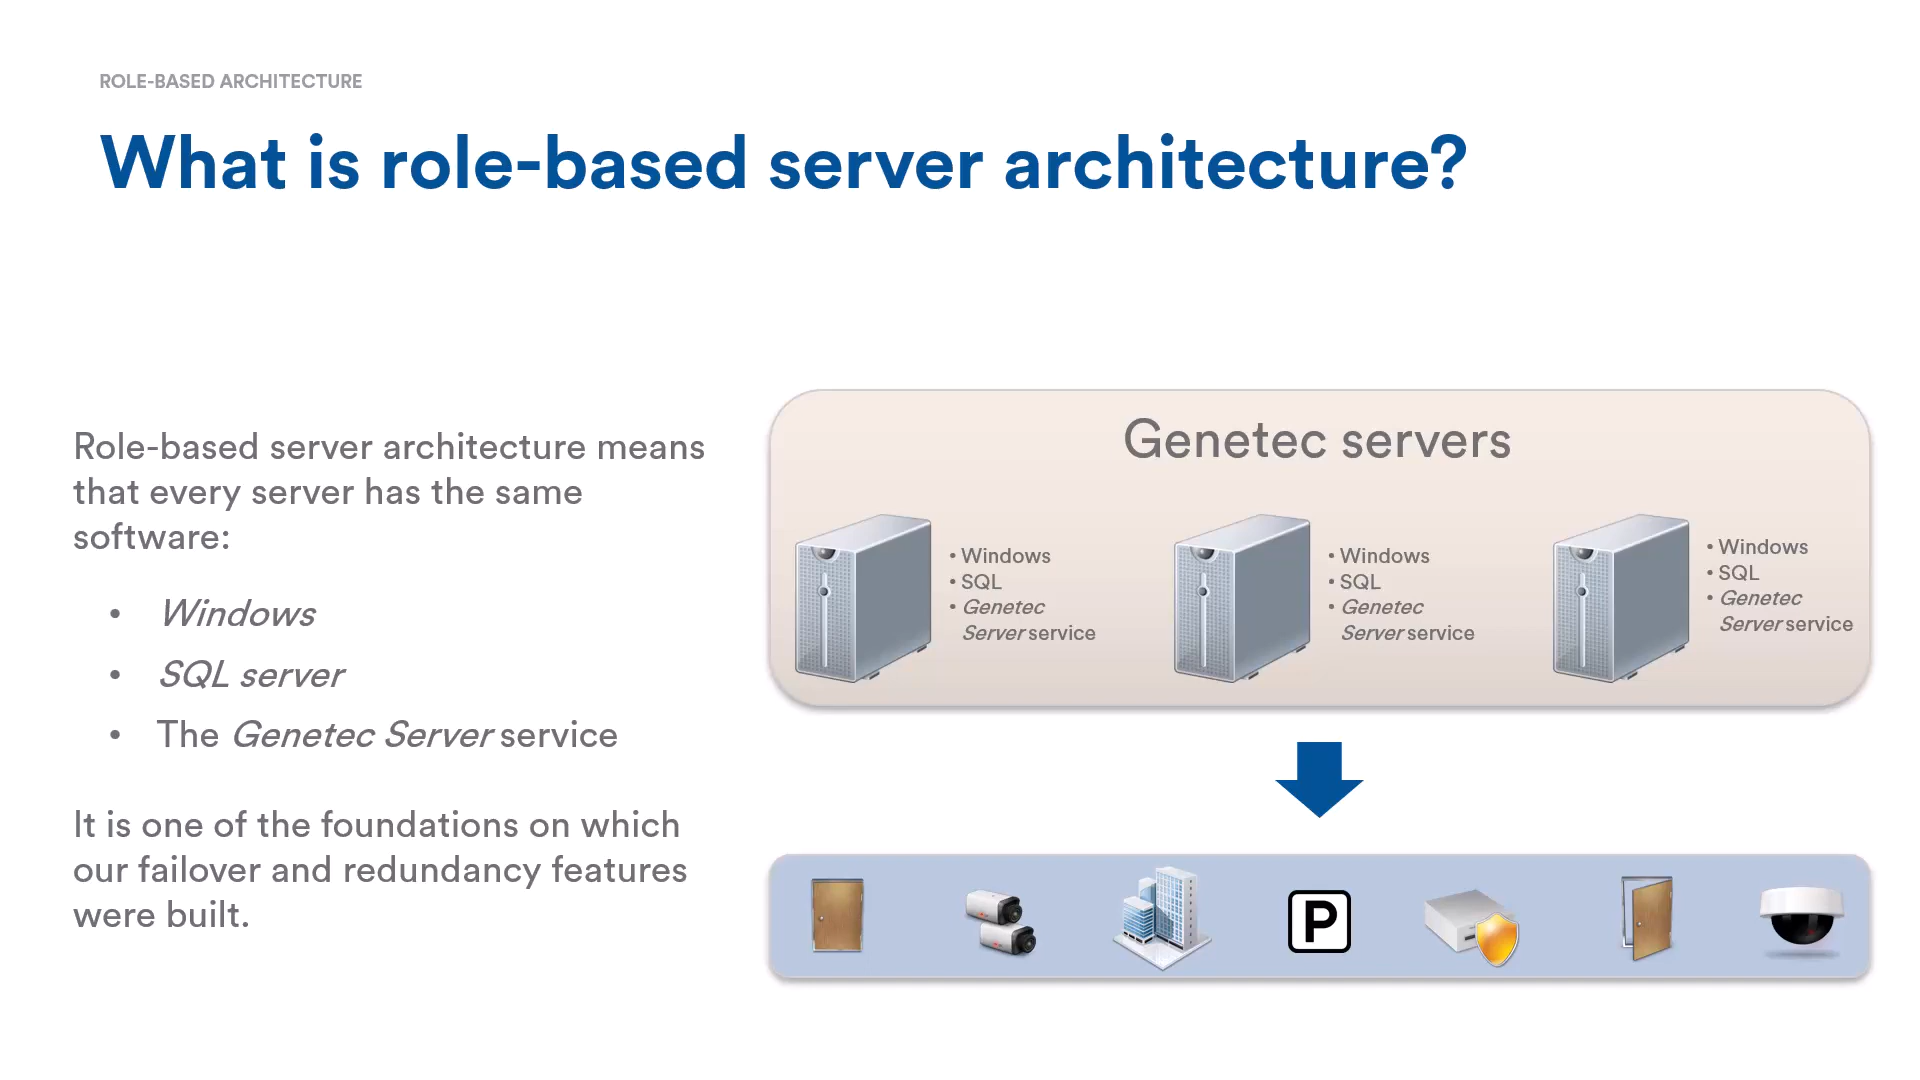 ROLE-BASED ARCHITECTURE
What is role-based server architecture?
Role-based server architecture means
that every server has the same
software:
• Windows
• SQL server
• The Genetec Server service
It is one of the foundations on which
our failover and redundancy features
were built.
Genetec servers
• Windows
• SQL
• Genetec
Server service
• Windows
• SQL
• Genetec
Server service
• Windows
• SQL
• Genetec
Server service
P